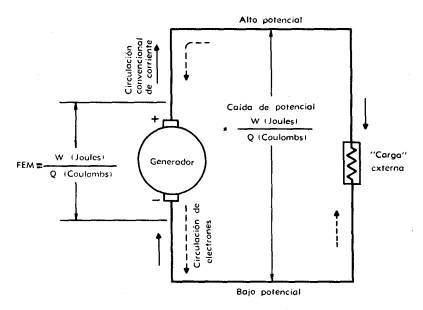 Alto potencial
Circulación
convencional
de corriente
Caída de potencial
W (Joules)
Q (Coulombs)
+
FEM =
W (Joules)
Q (Coulombs)
Generador
"Carga"
externa
−
Circulación de
electrones
Bajo potencial